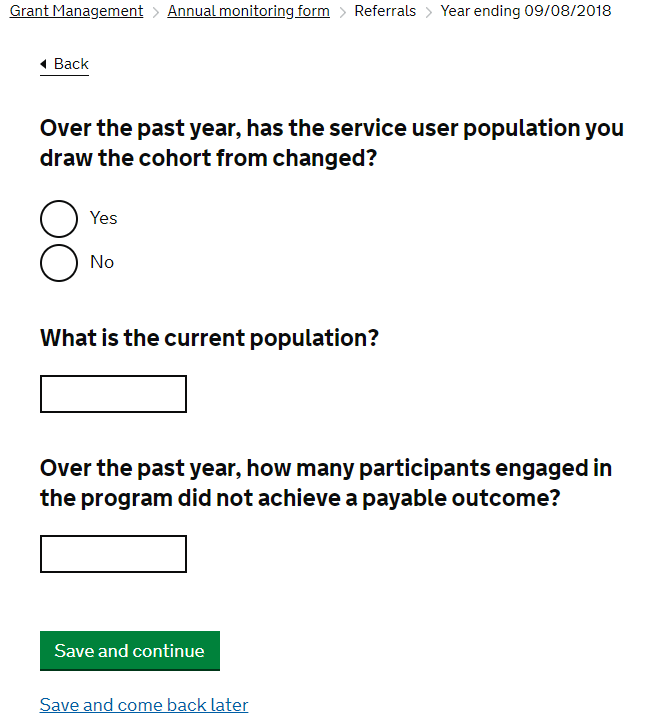 Grant Management > Annual monitoring form > Referrals > Year ending 09/08/2018
Back
Over the past year, has the service user population you
draw the cohort from changed?
Yes
No
What is the current population?
Over the past year, how many participants engaged in
the program did not achieve a payable outcome?
Save and continue
Save and come back later